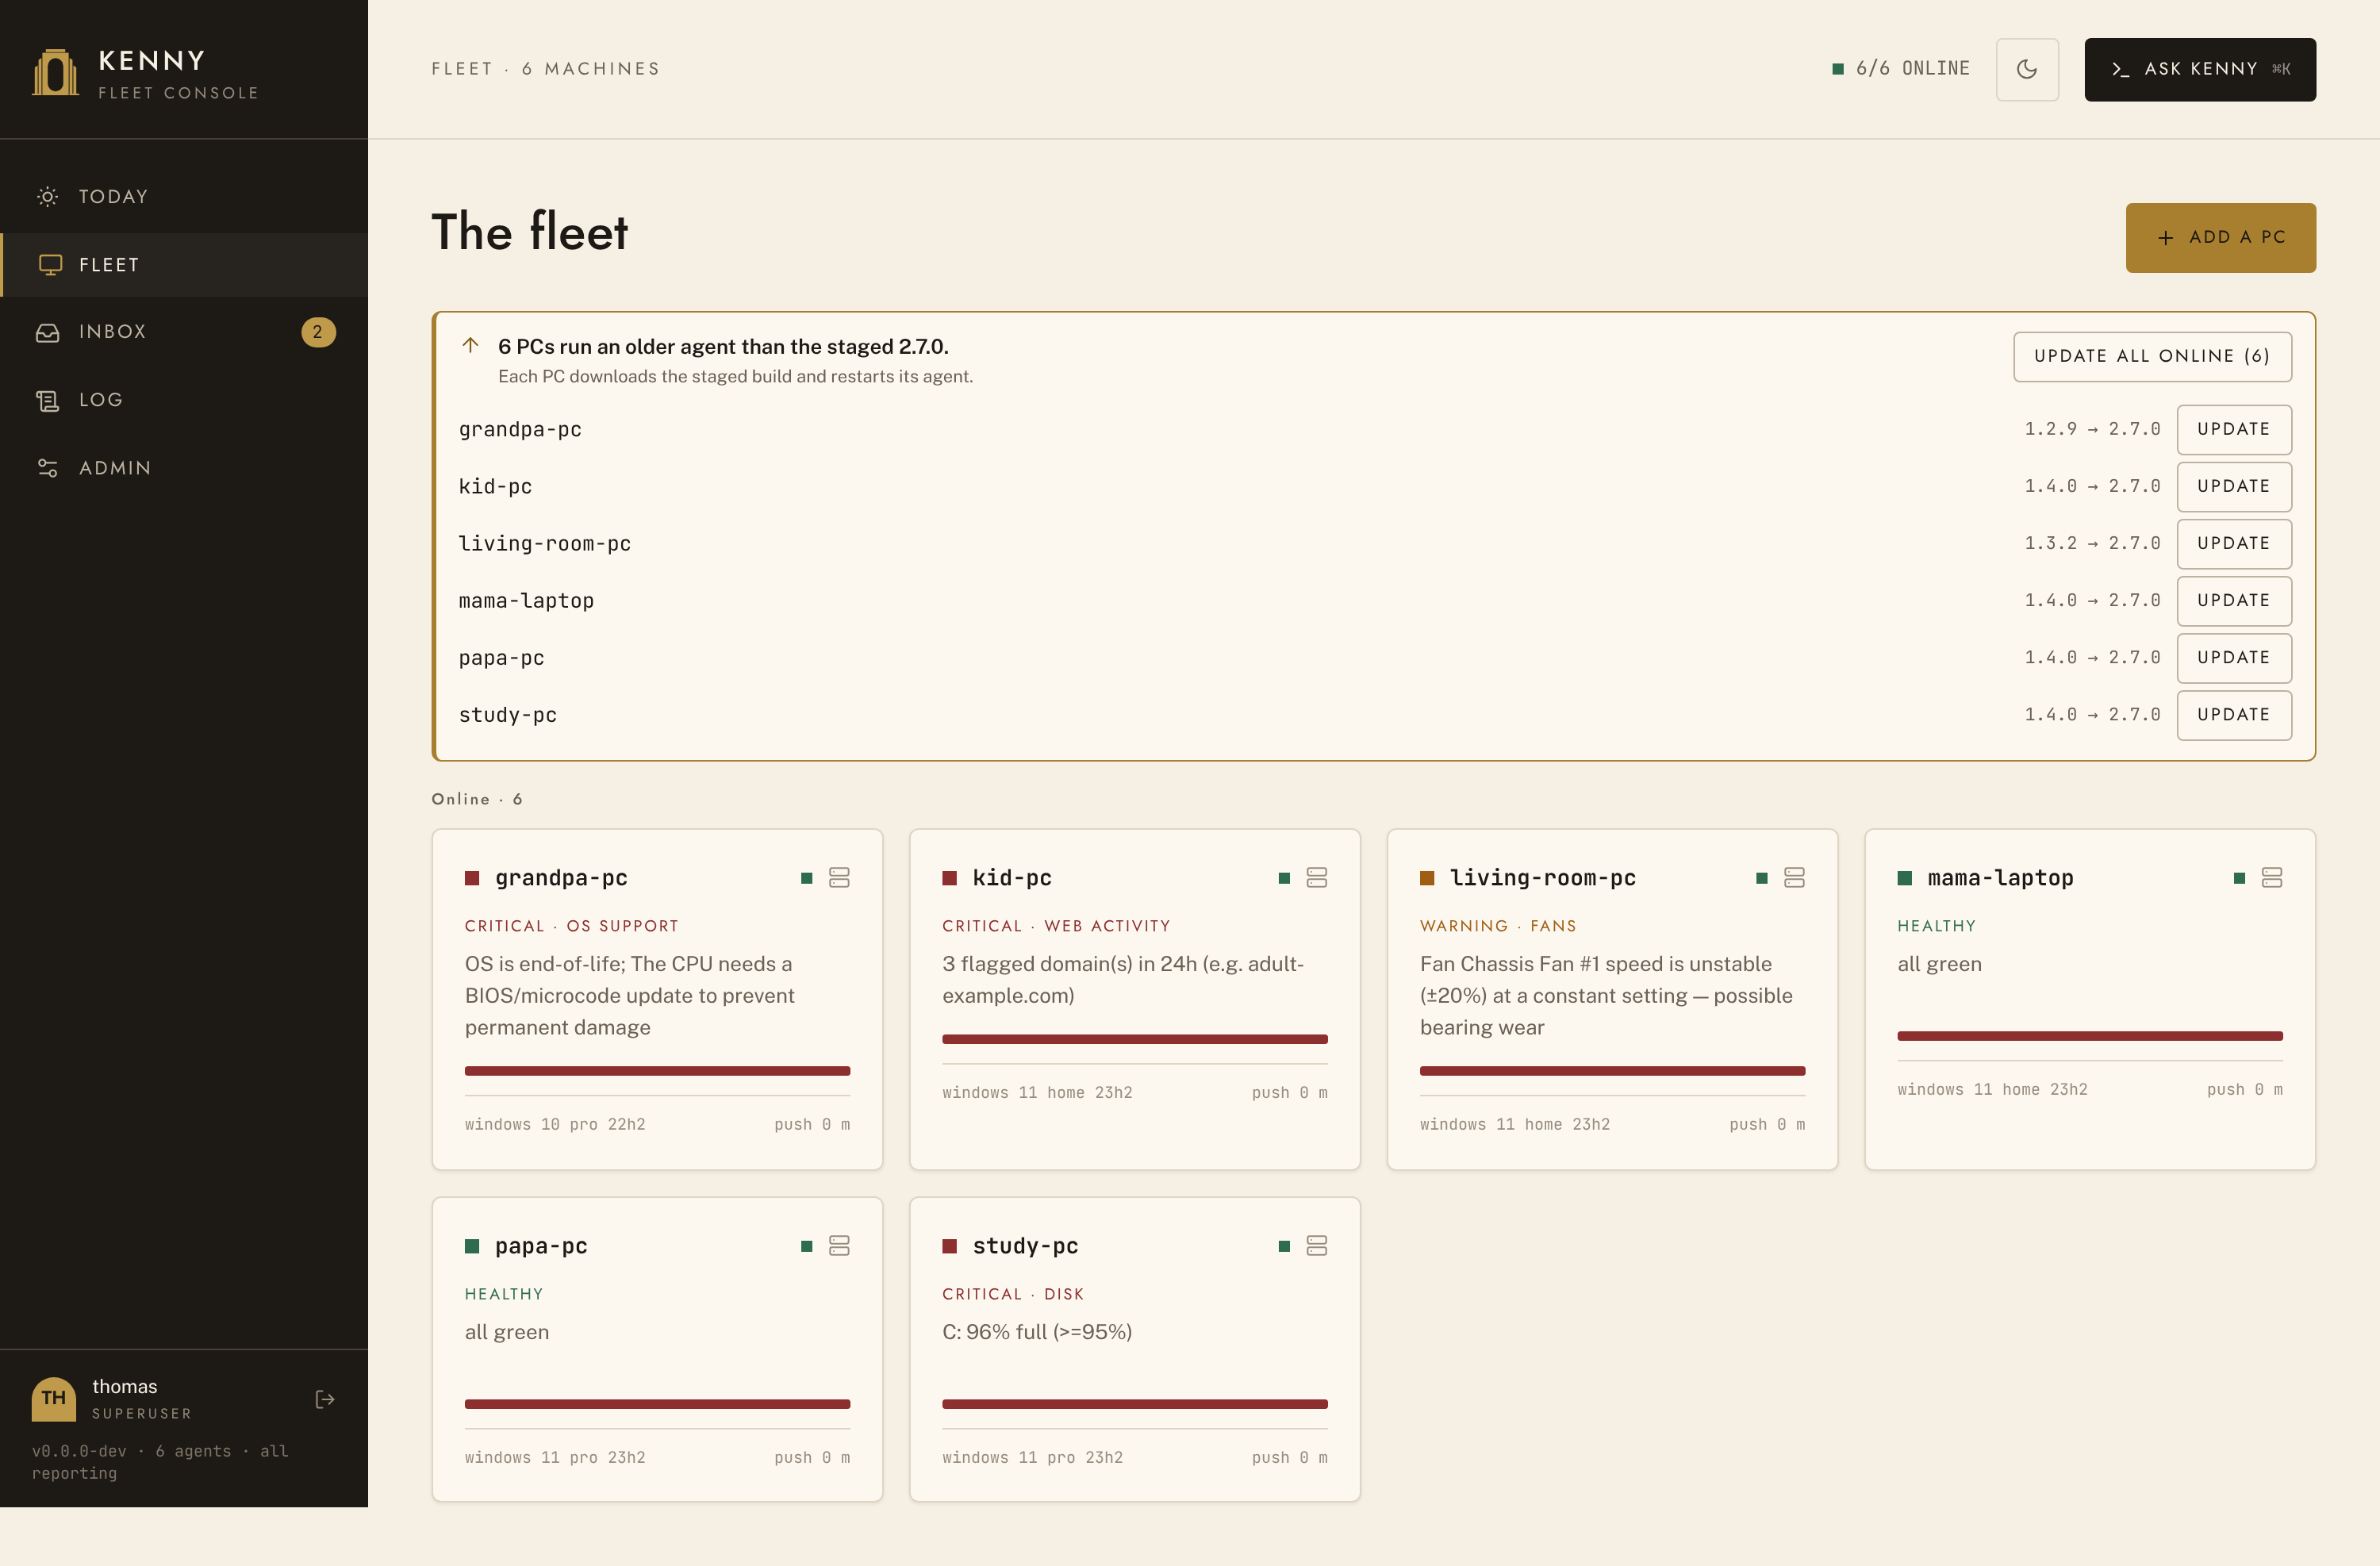 KENNY
FLEET CONSOLE
TODAY
FLEET
INBOX 2
LOG
ADMIN
TH
thomas
SUPERUSER
v0.0.0-dev · 6 agents · all
reporting
FLEET · 6 MACHINES
6/6 ONLINE
ASK KENNY ⌘K
The fleet
ADD A PC
6 PCs run an older agent than the staged 2.7.0.
Each PC downloads the staged build and restarts its agent.
UPDATE ALL ONLINE (6)
grandpa-pc 1.2.9 → 2.7.0 UPDATE
kid-pc 1.4.0 → 2.7.0 UPDATE
living-room-pc 1.3.2 → 2.7.0 UPDATE
mama-laptop 1.4.0 → 2.7.0 UPDATE
papa-pc 1.4.0 → 2.7.0 UPDATE
study-pc 1.4.0 → 2.7.0 UPDATE
Online · 6
grandpa-pc
CRITICAL · OS SUPPORT
OS is end-of-life; The CPU needs a
BIOS/microcode update to prevent
permanent damage
windows 10 pro 22h2 push 0 m
kid-pc
CRITICAL · WEB ACTIVITY
3 flagged domain(s) in 24h (e.g. adult-
example.com)
windows 11 home 23h2 push 0 m
living-room-pc
WARNING · FANS
Fan Chassis Fan #1 speed is unstable
(±20%) at a constant setting — possible
bearing wear
windows 11 home 23h2 push 0 m
mama-laptop
HEALTHY
all green
windows 11 home 23h2 push 0 m
papa-pc
HEALTHY
all green
windows 11 pro 23h2 push 0 m
study-pc
CRITICAL · DISK
C: 96% full (>=95%)
windows 11 pro 23h2 push 0 m